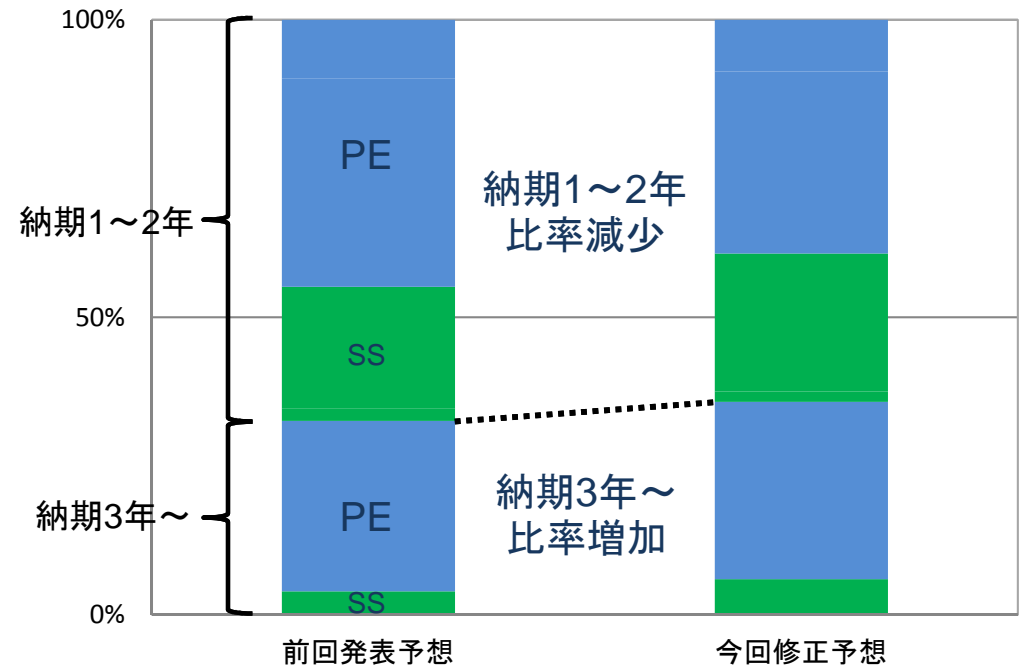 100%
50%
0%
納期1～2年
納期3年～
PE
SS
PE
SS
納期1～2年
比率減少
納期3年～
比率増加
前回発表予想
今回修正予想